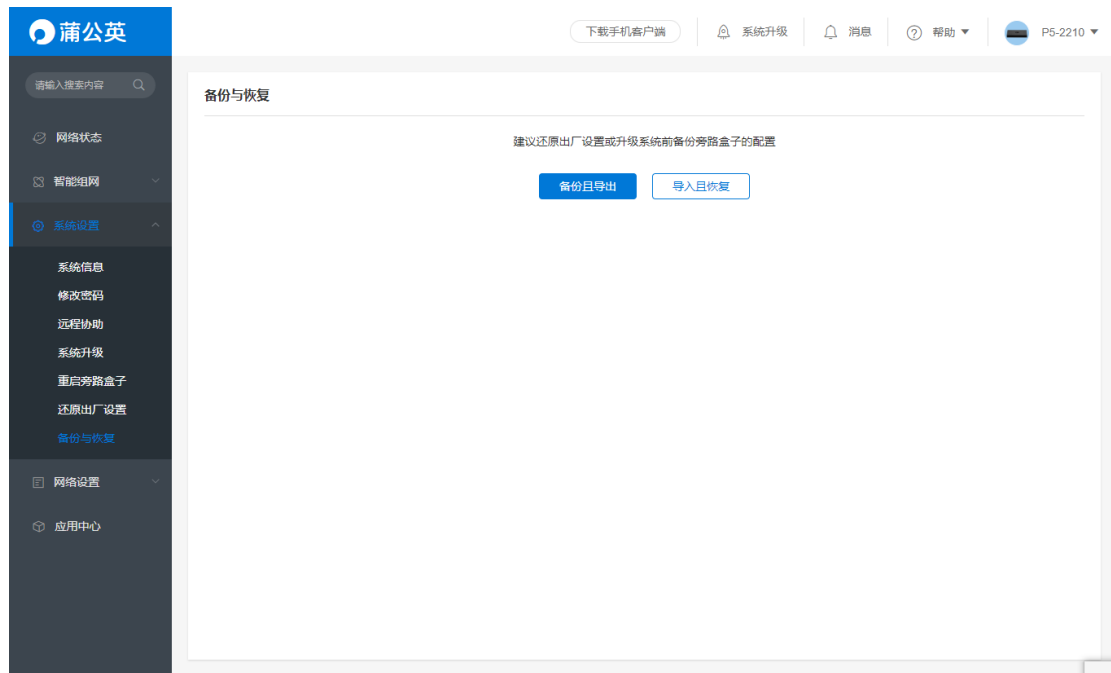 蒲公英
下载手机客户端
系统升级
消息
帮助
P5-2210
请输入搜索内容
网络状态
智能组网
系统设置
系统信息
修改密码
远程协助
系统升级
重启旁路盒子
还原出厂设置
备份与恢复
网络设置
应用中心
备份与恢复
建议还原出厂设置或升级系统前备份旁路盒子的配置
备份且导出
导入且恢复